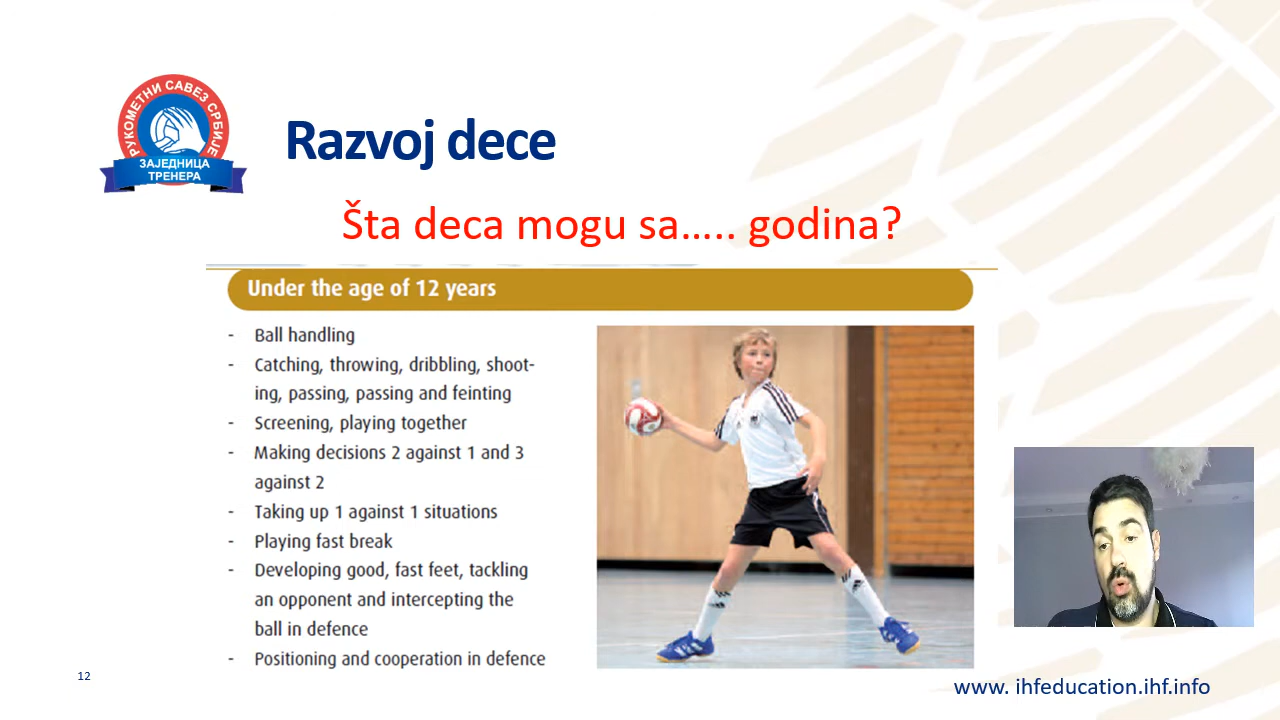 РУКОМЕТНИ САВЕЗ СРБИЈЕ
ЗАЈЕДНИЦА
ТРЕНЕРА
Razvoj dece
Šta deca mogu sa..... godina?
Under the age of 12 years
- Ball handling
- Catching, throwing, dribbling, shoot-
ing, passing, passing and feinting
- Screening, playing together
- Making decisions 2 against 1 and 3
against 2
- Taking up 1 against 1 situations
- Playing fast break
- Developing good, fast feet, tackling
an opponent and intercepting the
ball in defence
- Positioning and cooperation in defence
12
www. ihfeducation.ihf.info